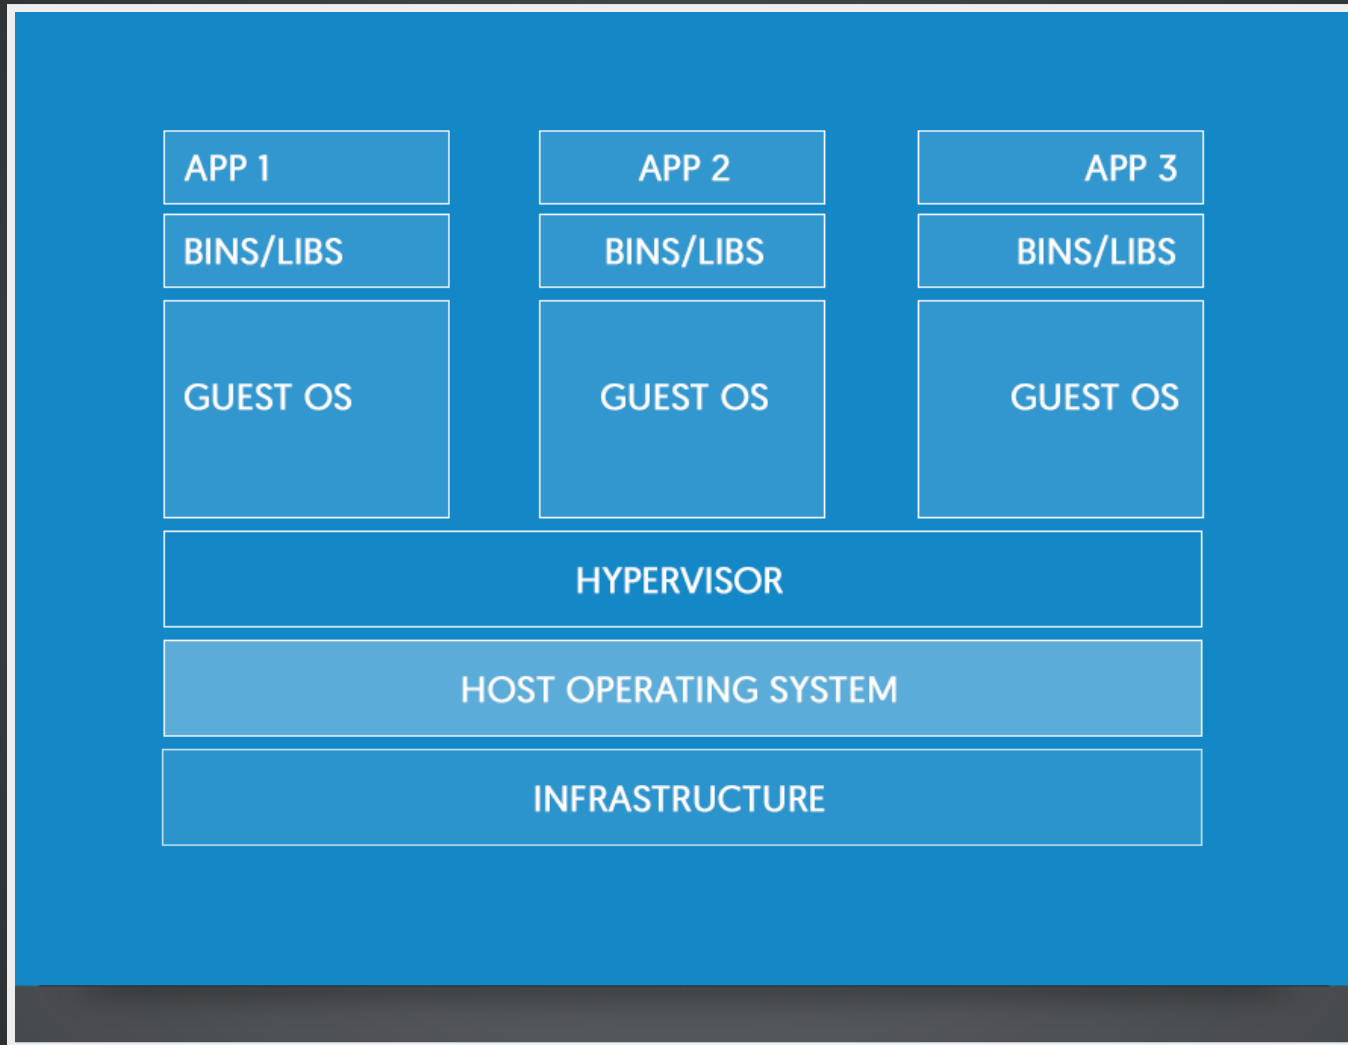 APP 1
APP 2
APP 3
BINS/LIBS
BINS/LIBS
BINS/LIBS
GUEST OS
GUEST OS
GUEST OS
HYPERVISOR
HOST OPERATING SYSTEM
INFRASTRUCTURE